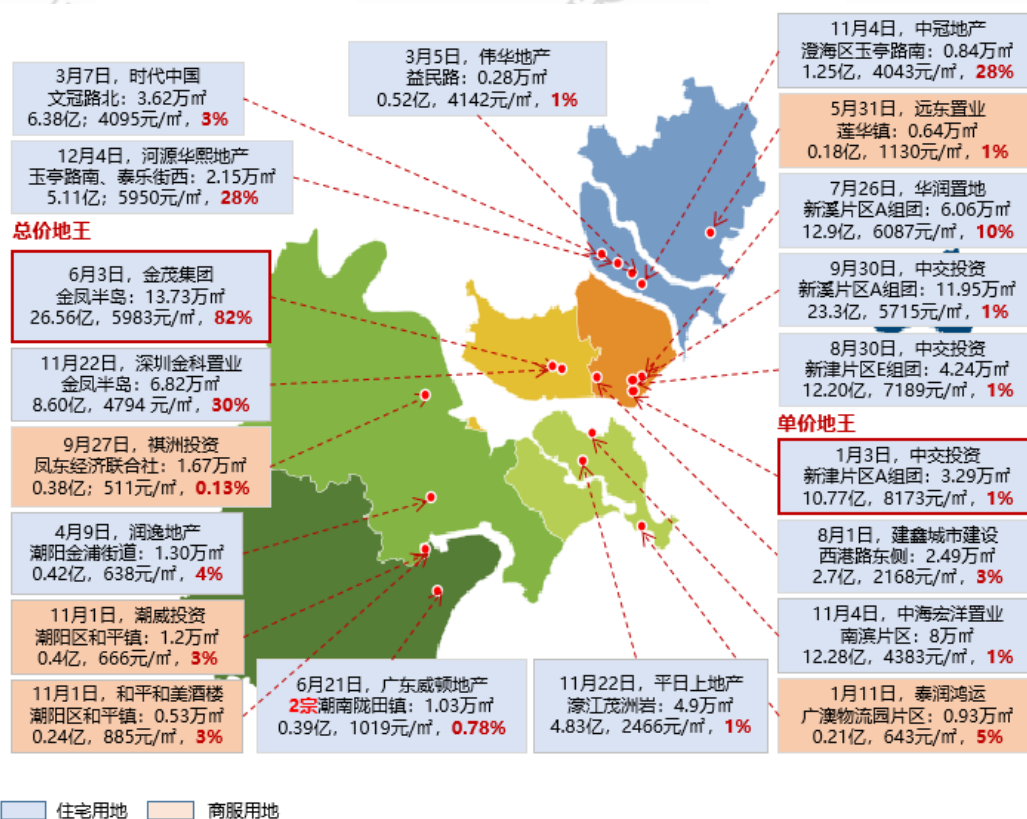 3月7日，时代中国
文冠路北：3.62万㎡
6.38亿；4095元/㎡，3%
12月4日，河源华熙地产
玉亭路南、泰乐街西：2.15万㎡
5.11亿；5950元/㎡，28%
总价地王
6月3日，金茂集团
金凤半岛：13.73万㎡
26.56亿，5983元/㎡，82%
11月22日，深圳金科置业
金凤半岛：6.82万㎡
8.60亿，4794 元/㎡，30%
9月27日，祺洲投资
凤东经济联合社：1.67万㎡
0.38亿；511元/㎡，0.13%
4月9日，润逸地产
潮阳金浦街道：1.30万㎡
0.42亿，638元/㎡，4%
11月1日，潮威投资
潮阳区和平镇：1.2万㎡
0.4亿，666元/㎡，3%
11月1日，和平和美酒楼
潮阳区和平镇：0.53万㎡
0.24亿，885元/㎡，3%
3月5日，伟华地产
益民路：0.28万㎡
0.52亿，4142元/㎡，1%
6月21日，广东威顿地产
2宗潮南陇田镇：1.03万㎡
0.39亿，1019元/㎡，0.78%
11月22日，平日上地产
濠江茂洲岩：4.9万㎡
4.83亿，2466元/㎡，1%
11月4日，中冠地产
澄海区玉亭路南：0.84万㎡
1.25亿，4043元/㎡，28%
5月31日，远东置业
莲华镇：0.64万㎡
0.18亿，1130元/㎡，1%
7月26日，华润置地
新溪片区A组团：6.06万㎡
12.9亿，6087元/㎡，10%
9月30日，中交投资
新溪片区A组团：11.95万㎡
23.3亿，5715元/㎡，1%
8月30日，中交投资
新津片区E组团：4.24万㎡
12.20亿，7189元/㎡，1%
单价地王
1月3日，中交投资
新津片区A组团：3.29万㎡
10.77亿，8173元/㎡，1%
8月1日，建鑫城市建设
西港路东侧：2.49万㎡
2.7亿，2168元/㎡，3%
11月4日，中海宏洋置业
南滨片区：8万㎡
12.28亿，4383元/㎡，1%
1月11日，泰润鸿运
广澳物流园片区：0.93万㎡
0.21亿，643元/㎡，5%
住宅用地
商服用地